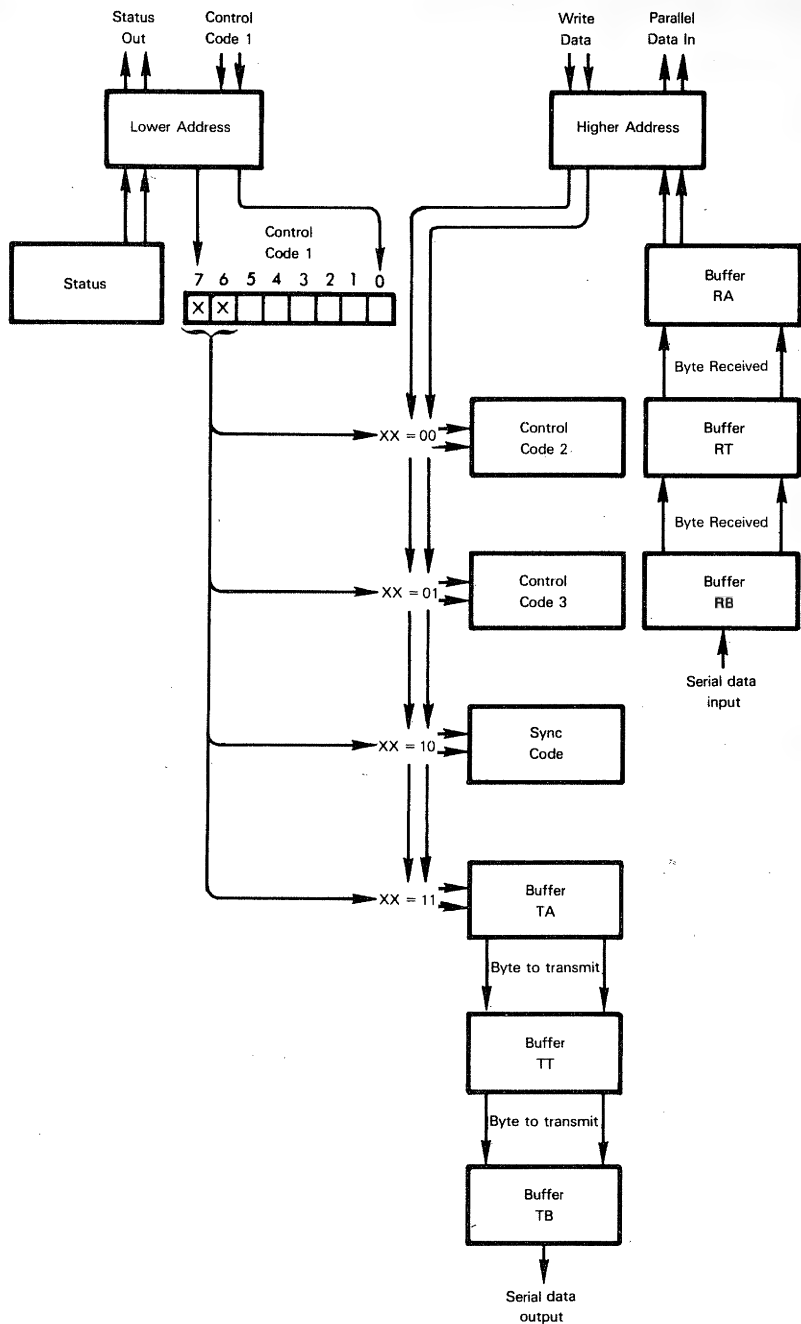 Status
Out
Control
Code 1
Write
Data
Parallel
Data In
Lower Address
Higher Address
Status
Control
Code 1
7 6 5 4 3 2 1 0
X X
Buffer
RA
Byte Received
XX = 00
Control
Code 2
Buffer
RT
Byte Received
XX = 01
Control
Code 3
Buffer
RB
Serial data
input
XX = 10
Sync
Code
XX = 11
Buffer
TA
Byte to transmit
Buffer
TT
Byte to transmit
Buffer
TB
Serial data
output